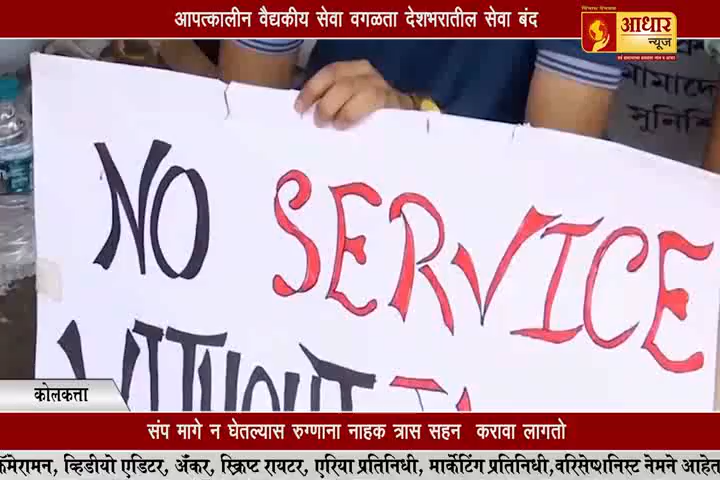 आपत्कालीन वैद्यकीय सेवा वगळता देशभरातील सेवा बंद
आधार
न्यूज
NO SERVICE
WITHOUT
कोलकत्ता
संप मागे न घेतल्यास रुग्णाना नाहक त्रास सहन करावा लागतो
कॅमेरामन, व्हिडीयो एडिटर, अँकर, स्क्रिप्ट रायटर, एरिया प्रतिनिधी, मार्केटिंग प्रतिनिधी,वरिसेप्शनिस्ट नेमने आहेत